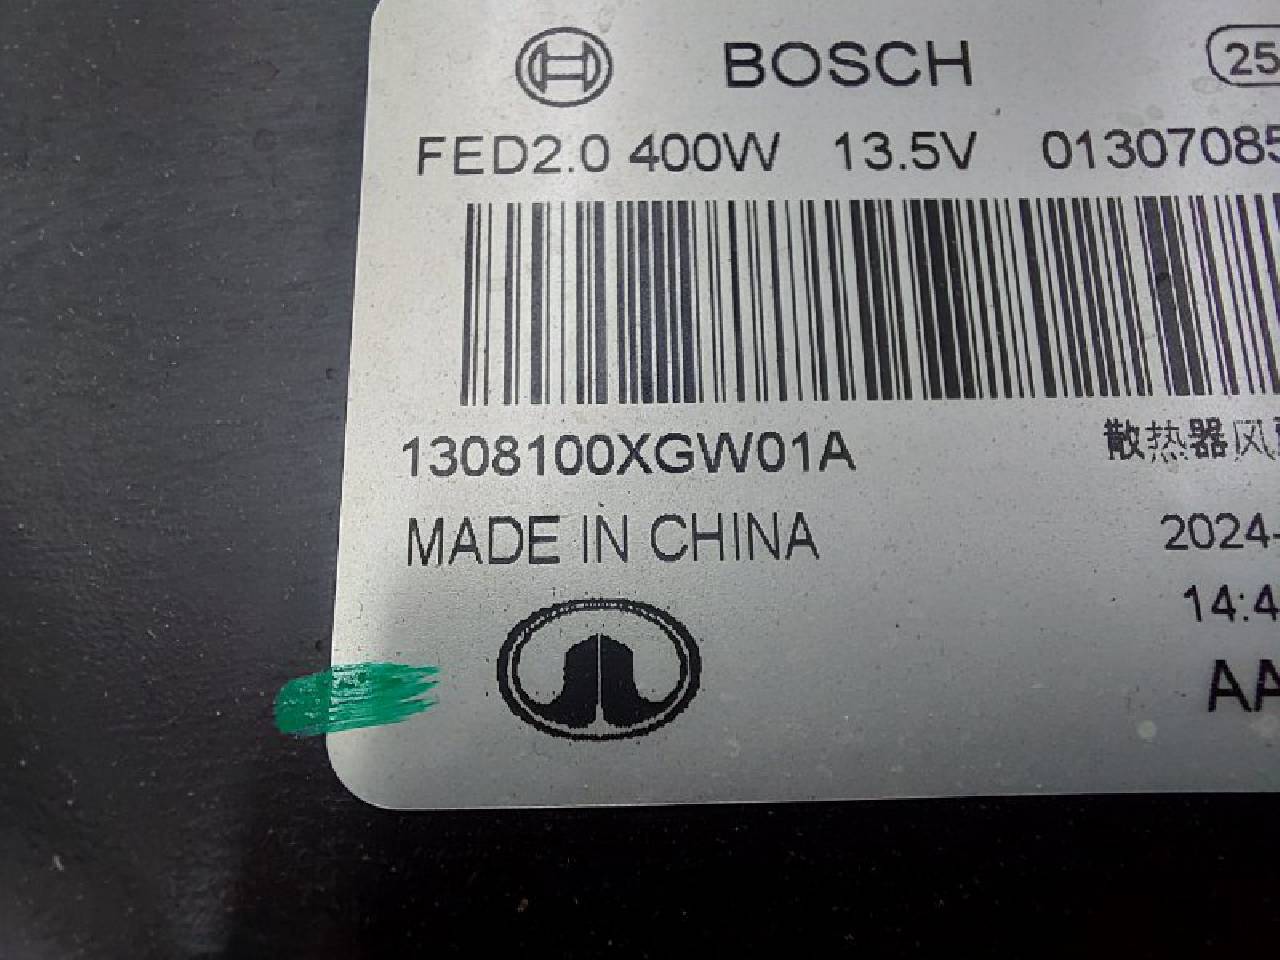 BOSCH 25
FED2.0 400W 13.5V 01307085
1308100XGW01A 散热器风
MADE IN CHINA 2024-
14:4
AA